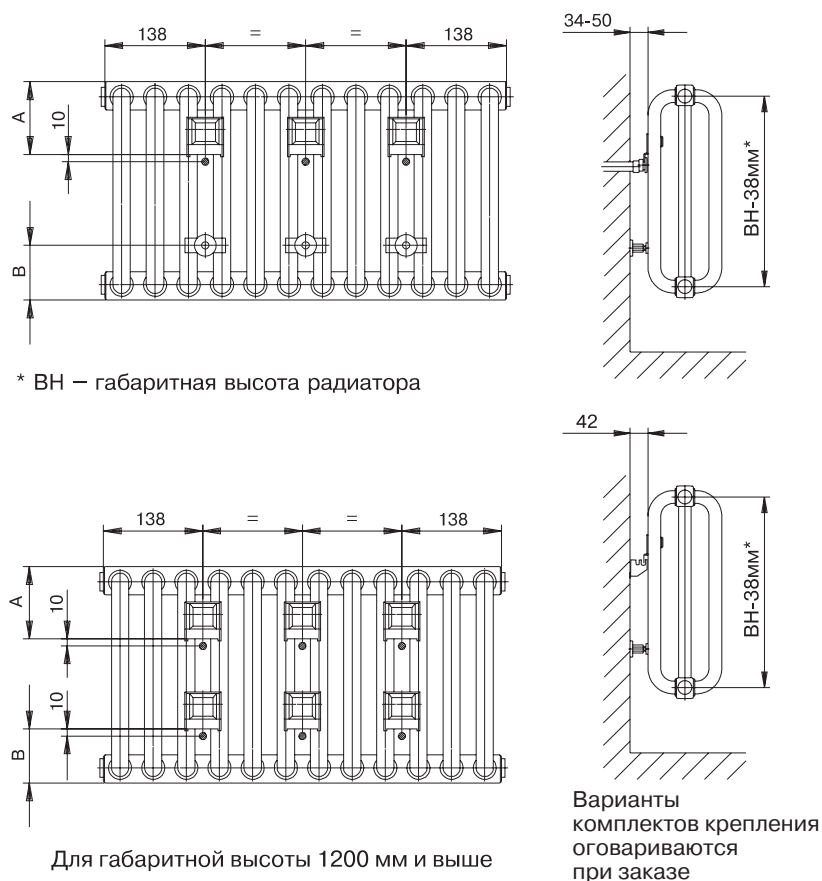 138 = = 138
A
10
B
34-50
ВН-38мм*
* ВН – габаритная высота радиатора
138 = = 138
A
10
10
B
42
ВН-38мм*
Для габаритной высоты 1200 мм и выше
Варианты
комплектов крепления
оговариваются
при заказе